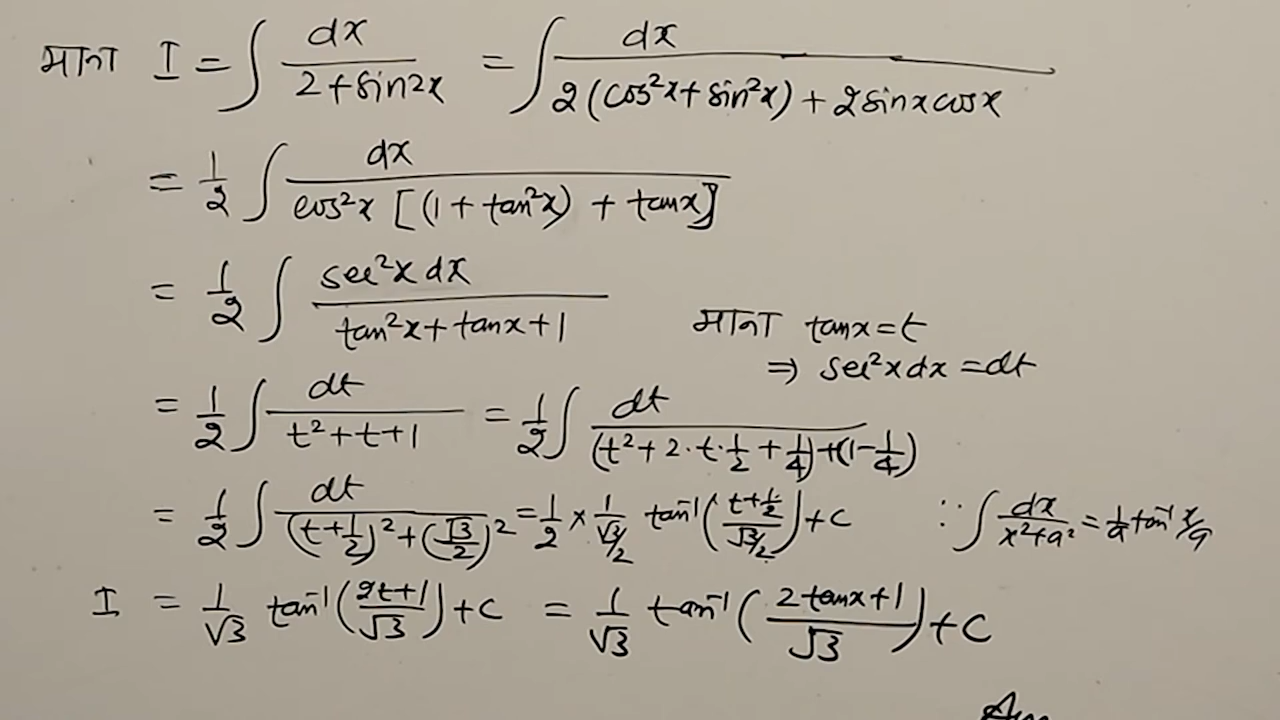 माना I = ∫ dx / (2+sin2x) = ∫ dx / (2(cos²x+sin²x)+2sinxcosx)
= 1/2 ∫ dx / (cos²x [(1+tan²x) + tanx])
= 1/2 ∫ sec²x dx / (tan²x+tanx+1) माना tanx=t
⇒ sec²x dx = dt
= 1/2 ∫ dt / (t²+t+1) = 1/2 ∫ dt / ((t²+2·t·1/2+1/4)+(1-1/4))
= 1/2 ∫ dt / ((t+1/2)²+(√3/2)²) = 1/2 × 1/(√3/2) tan⁻¹((t+1/2)/(√3/2))+C ∵ ∫ dx/(x²+a²) = 1/a tan⁻¹ x/a
I = 1/√3 tan⁻¹((2t+1)/√3)+C = 1/√3 tan⁻¹((2tanx+1)/√3)+C